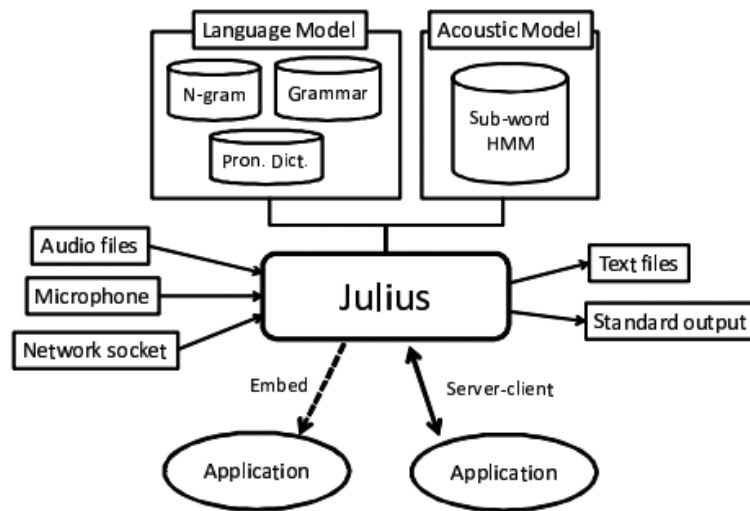 Language Model
Acoustic Model
N-gram
Grammar
Pron. Dict.
Sub-word
HMM
Audio files
Microphone
Network socket
Julius
Text files
Standard output
Embed
Server-client
Application
Application